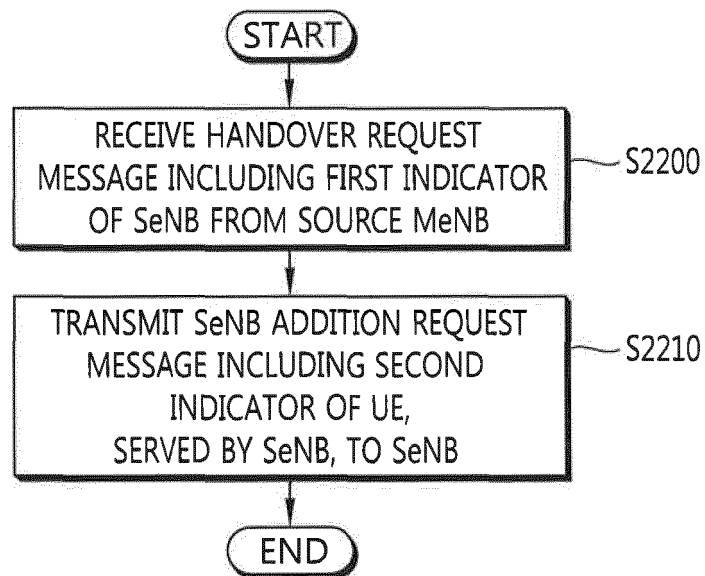 START
RECEIVE HANDOVER REQUEST
MESSAGE INCLUDING FIRST INDICATOR
OF SeNB FROM SOURCE MeNB
S2200
TRANSMIT SeNB ADDITION REQUEST
MESSAGE INCLUDING SECOND
INDICATOR OF UE,
SERVED BY SeNB, TO SeNB
S2210
END